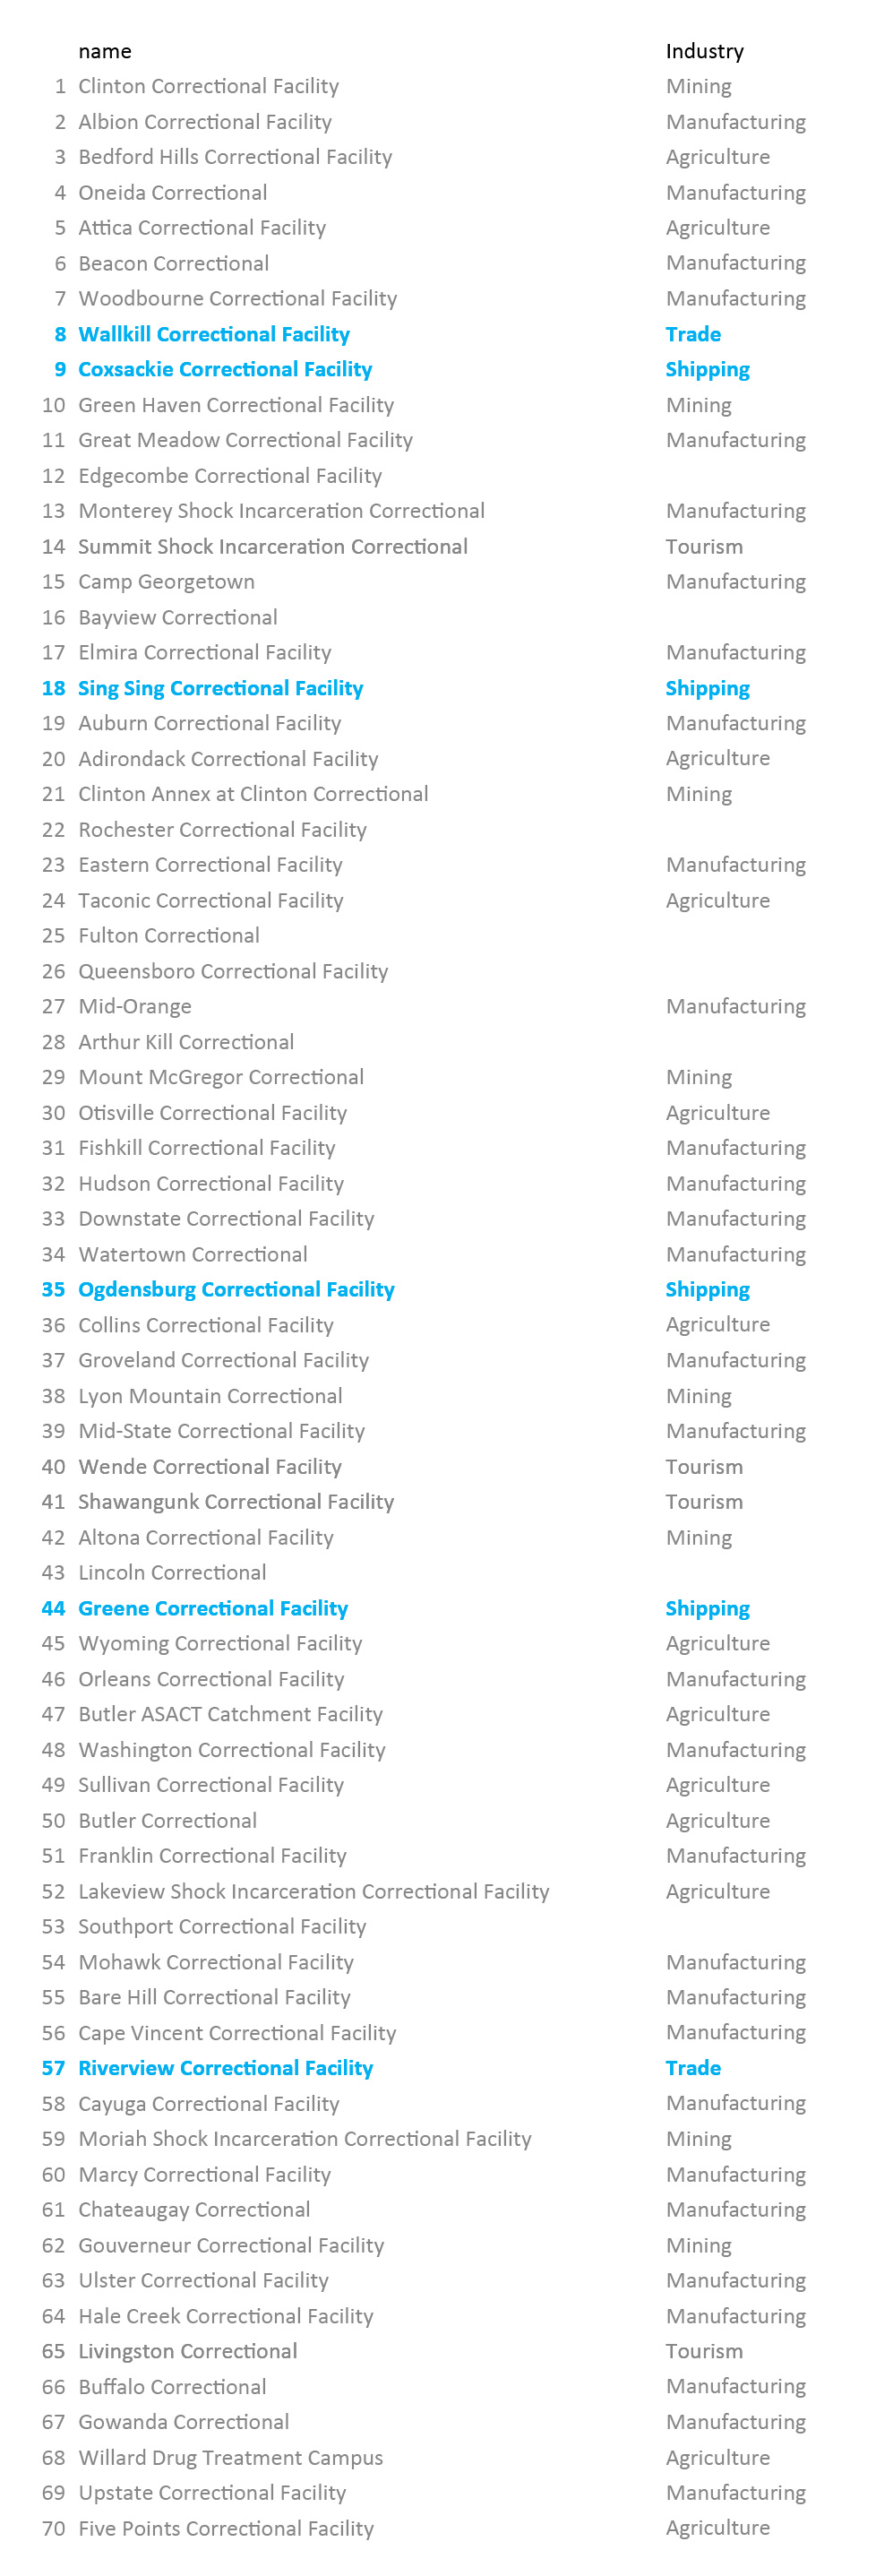 name Industry
1 Clinton Correctional Facility Mining
2 Albion Correctional Facility Manufacturing
3 Bedford Hills Correctional Facility Agriculture
4 Oneida Correctional Manufacturing
5 Attica Correctional Facility Agriculture
6 Beacon Correctional Manufacturing
7 Woodbourne Correctional Facility Manufacturing
8 Wallkill Correctional Facility Trade
9 Coxsackie Correctional Facility Shipping
10 Green Haven Correctional Facility Mining
11 Great Meadow Correctional Facility Manufacturing
12 Edgecombe Correctional Facility
13 Monterey Shock Incarceration Correctional Manufacturing
14 Summit Shock Incarceration Correctional Tourism
15 Camp Georgetown Manufacturing
16 Bayview Correctional
17 Elmira Correctional Facility Manufacturing
18 Sing Sing Correctional Facility Shipping
19 Auburn Correctional Facility Manufacturing
20 Adirondack Correctional Facility Agriculture
21 Clinton Annex at Clinton Correctional Mining
22 Rochester Correctional Facility
23 Eastern Correctional Facility Manufacturing
24 Taconic Correctional Facility Agriculture
25 Fulton Correctional
26 Queensboro Correctional Facility
27 Mid-Orange Manufacturing
28 Arthur Kill Correctional
29 Mount McGregor Correctional Mining
30 Otisville Correctional Facility Agriculture
31 Fishkill Correctional Facility Manufacturing
32 Hudson Correctional Facility Manufacturing
33 Downstate Correctional Facility Manufacturing
34 Watertown Correctional Manufacturing
35 Ogdensburg Correctional Facility Shipping
36 Collins Correctional Facility Agriculture
37 Groveland Correctional Facility Manufacturing
38 Lyon Mountain Correctional Mining
39 Mid-State Correctional Facility Manufacturing
40 Wende Correctional Facility Tourism
41 Shawangunk Correctional Facility Tourism
42 Altona Correctional Facility Mining
43 Lincoln Correctional
44 Greene Correctional Facility Shipping
45 Wyoming Correctional Facility Agriculture
46 Orleans Correctional Facility Manufacturing
47 Butler ASACT Catchment Facility Agriculture
48 Washington Correctional Facility Manufacturing
49 Sullivan Correctional Facility Agriculture
50 Butler Correctional Agriculture
51 Franklin Correctional Facility Manufacturing
52 Lakeview Shock Incarceration Correctional Facility Agriculture
53 Southport Correctional Facility
54 Mohawk Correctional Facility Manufacturing
55 Bare Hill Correctional Facility Manufacturing
56 Cape Vincent Correctional Facility Manufacturing
57 Riverview Correctional Facility Trade
58 Cayuga Correctional Facility Manufacturing
59 Moriah Shock Incarceration Correctional Facility Mining
60 Marcy Correctional Facility Manufacturing
61 Chateaugay Correctional Manufacturing
62 Gouverneur Correctional Facility Mining
63 Ulster Correctional Facility Manufacturing
64 Hale Creek Correctional Facility Manufacturing
65 Livingston Correctional Tourism
66 Buffalo Correctional Manufacturing
67 Gowanda Correctional Manufacturing
68 Willard Drug Treatment Campus Agriculture
69 Upstate Correctional Facility Manufacturing
70 Five Points Correctional Facility Agriculture